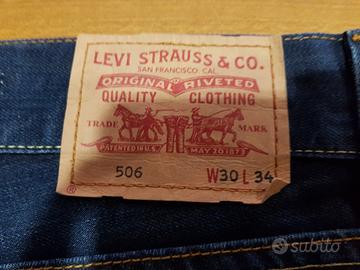 LEVI STRAUSS & CO.
SAN FRANCISCO, CAL.
ORIGINAL RIVETED
QUALITY CLOTHING
TRADE MARK
PATENTED IN U.S. MAY 20 1873
506 W30 L 34
®
subito